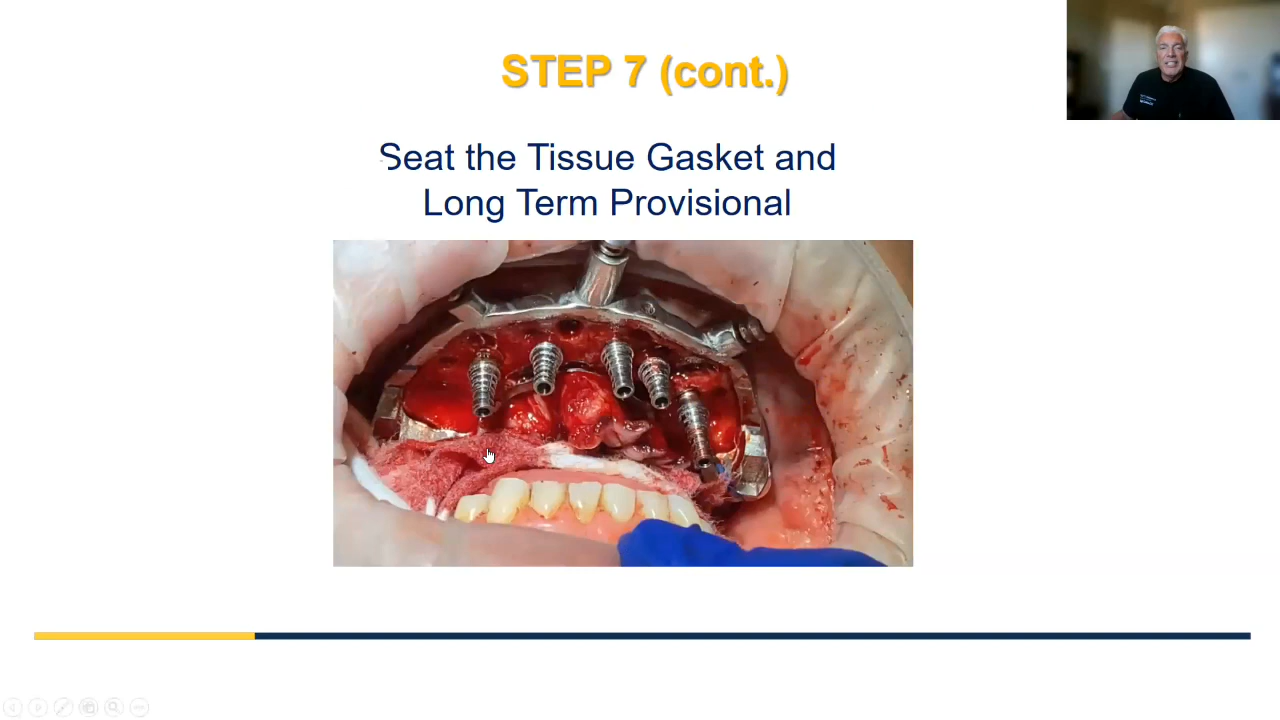 STEP 7 (cont.)
Seat the Tissue Gasket and
Long Term Provisional